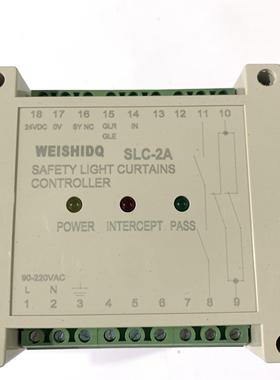 18 17 16 15 14 13 12 11 10
24VDC 0V SYNC GLR IN
GLE
WEISHIDQ SLC-2A
SAFETY LIGHT CURTAINS
CONTROLLER
POWER INTERCEPT PASS
90-220VAC
L N
1 2 3 4 5 6 7 8 9